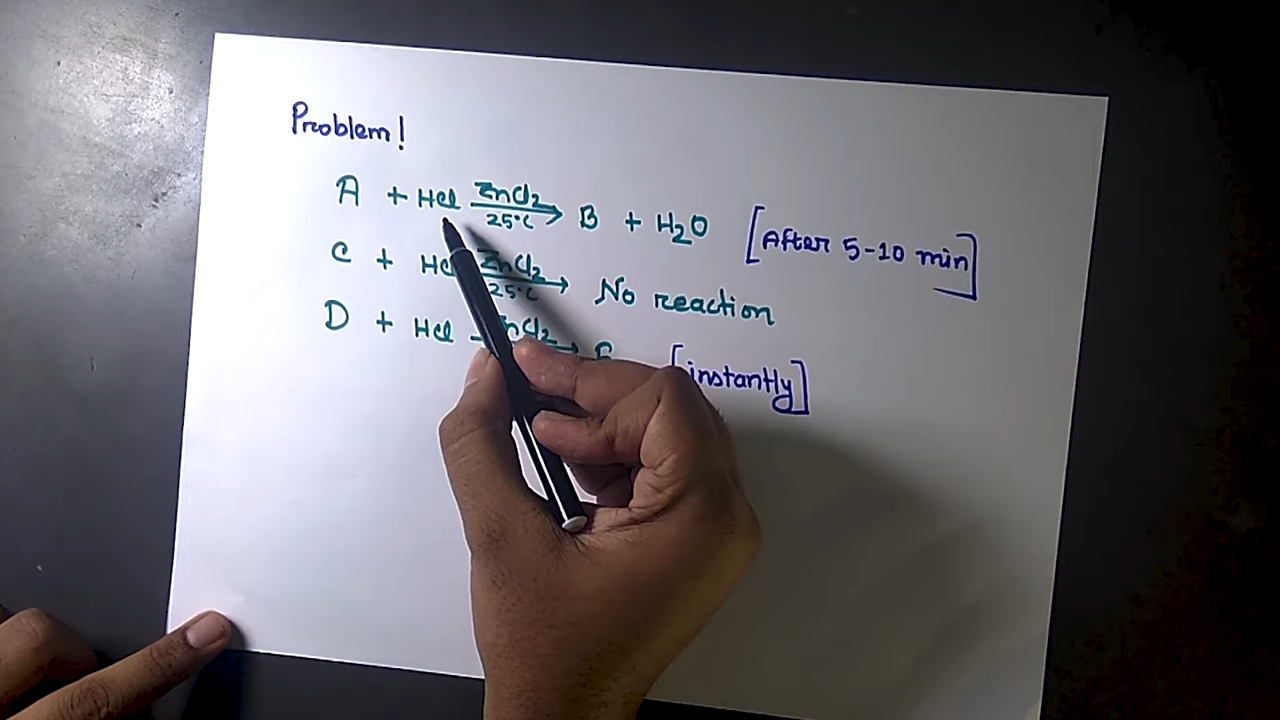 Problem!
A + HCl ZnCl2 25°C → B + H2O [After 5-10 min]
C + HCl ZnCl2 25°C → No reaction
D + HCl → [instantly]